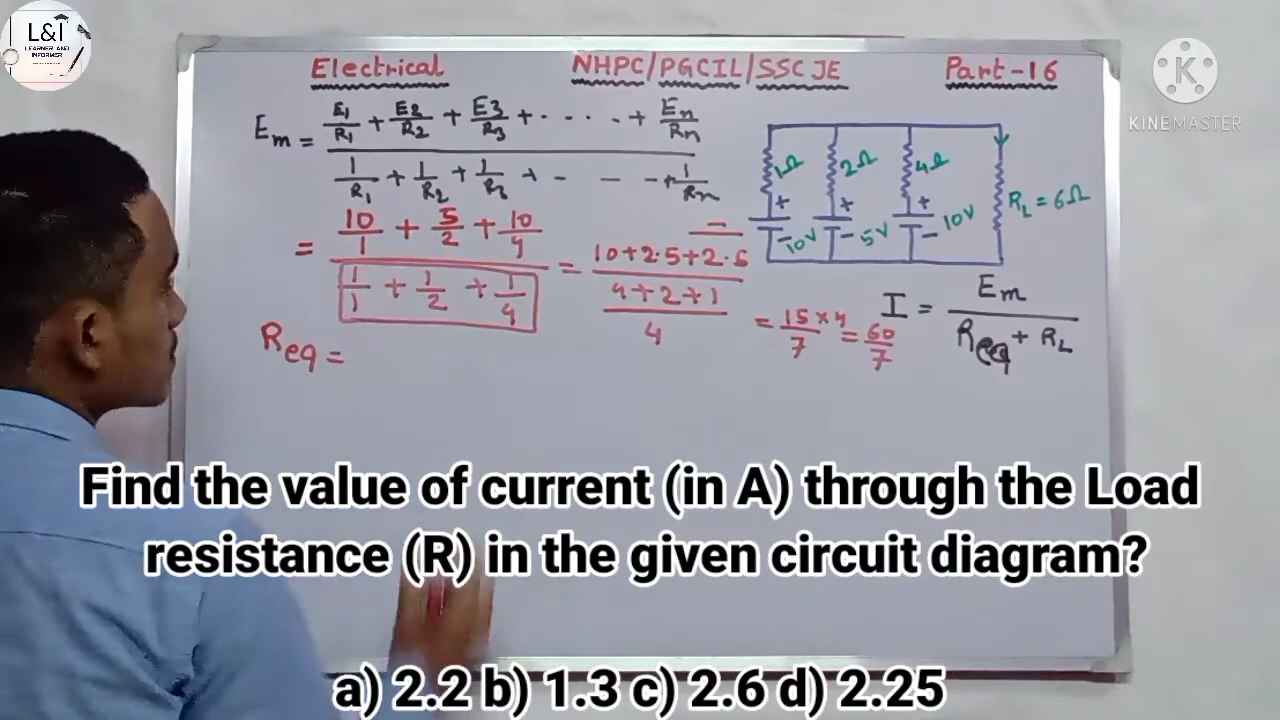 L&I
LEARNER AND
INFORMER
K
KINEMASTER
Electrical NHPC/PGCIL/SSC JE Part-16
Em = E1/R1 + E2/R2 + E3/R3 + ..... + En/Rn
1/R1 + 1/R2 + 1/R3 + - - - + 1/Rn
= 10/1 + 5/2 + 10/4
1/1 + 1/2 + 1/4
= 10+2.5+2.5
4+2+1
4
= 15/7 × 4 = 60/7
Req =
1Ω 2Ω 4Ω
RL = 6Ω
+ + +
- 10V - 5V - 10V
I = Em
Req + RL
Find the value of current (in A) through the Load
resistance (R) in the given circuit diagram?
a) 2.2 b) 1.3 c) 2.6 d) 2.25